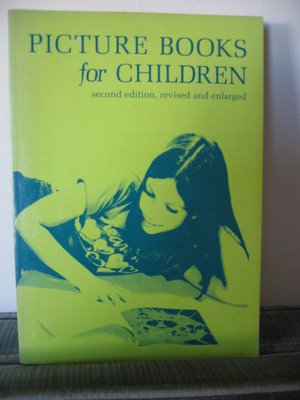 PICTURE BOOKS
for CHILDREN
second edition, revised and enlarged